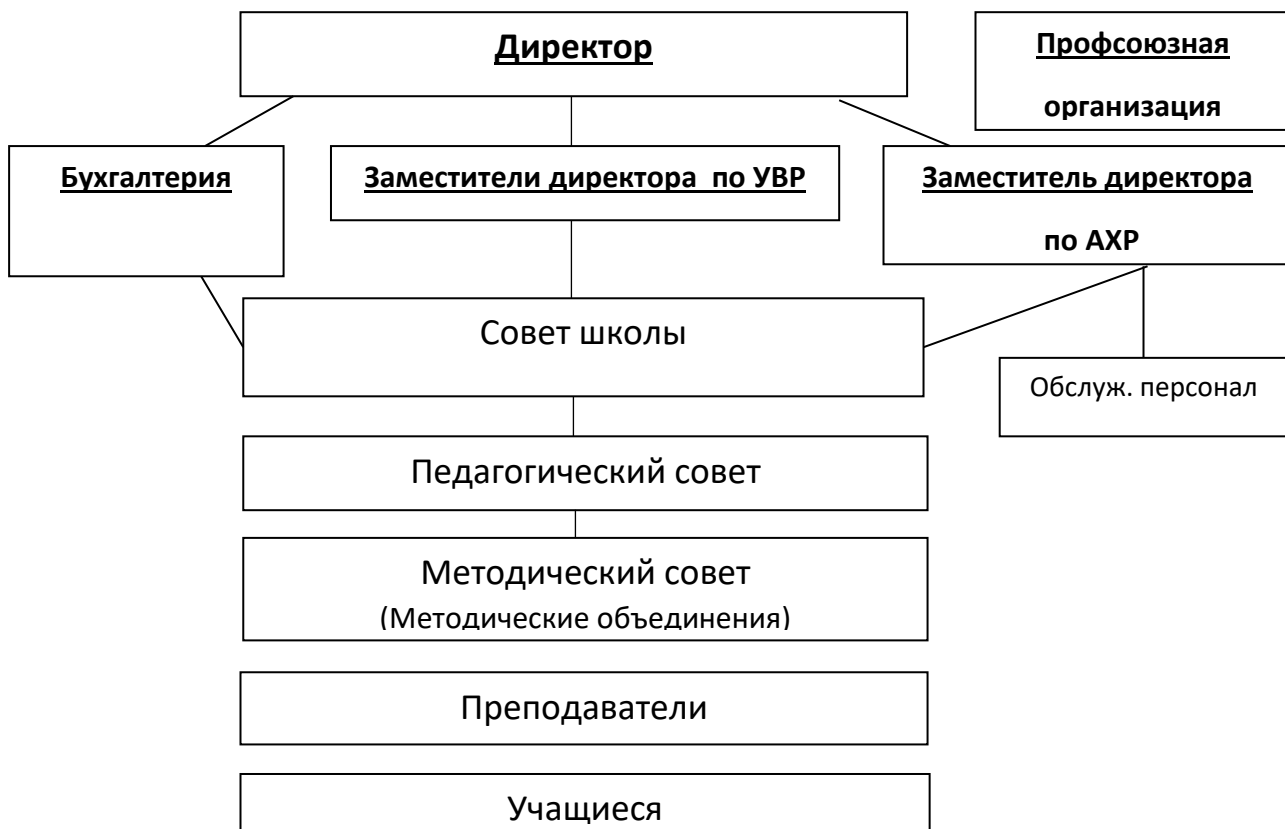 Директор
Профсоюзная
организация
Бухгалтерия
Заместители директора по УВР
Заместитель директора
по АХР
Совет школы
Обслуж. персонал
Педагогический совет
Методический совет
(Методические объединения)
Преподаватели
Учащиеся